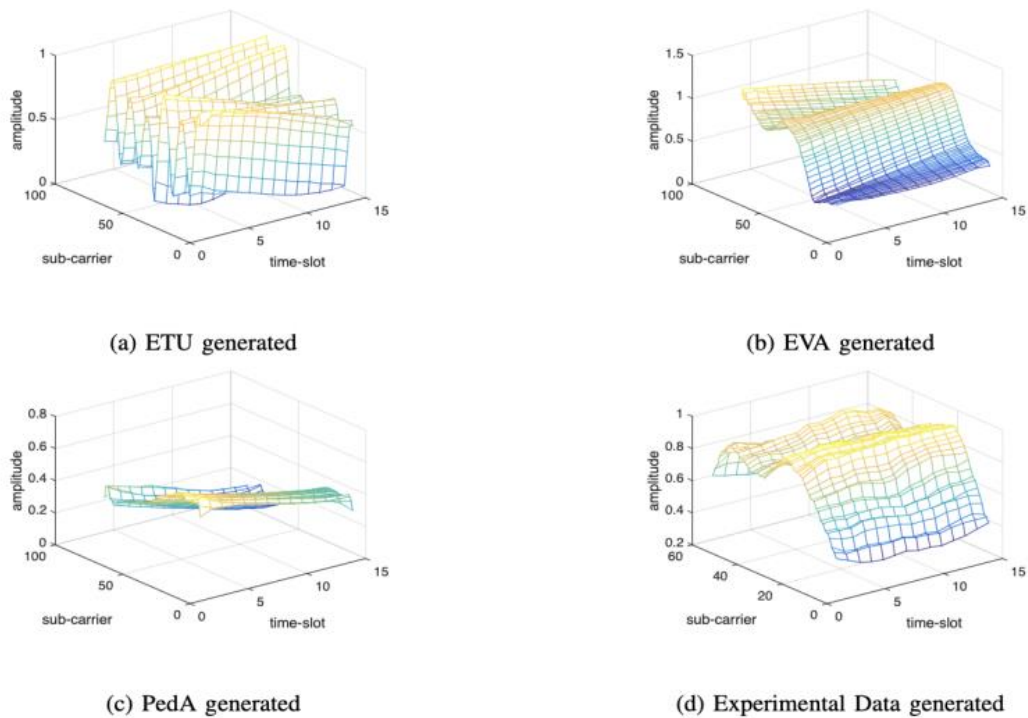 1
0.5
0
100
50
0
0
5
10
15
amplitude
sub-carrier
time-slot
(a) ETU generated
1.5
1
0.5
0
100
50
0
0
5
10
15
amplitude
sub-carrier
time-slot
(b) EVA generated
0.8
0.6
0.4
0.2
0
100
50
0
0
5
10
15
amplitude
sub-carrier
time-slot
(c) PedA generated
1
0.8
0.6
0.4
0.2
60
40
20
0
0
5
10
15
amplitude
sub-carrier
time-slot
(d) Experimental Data generated